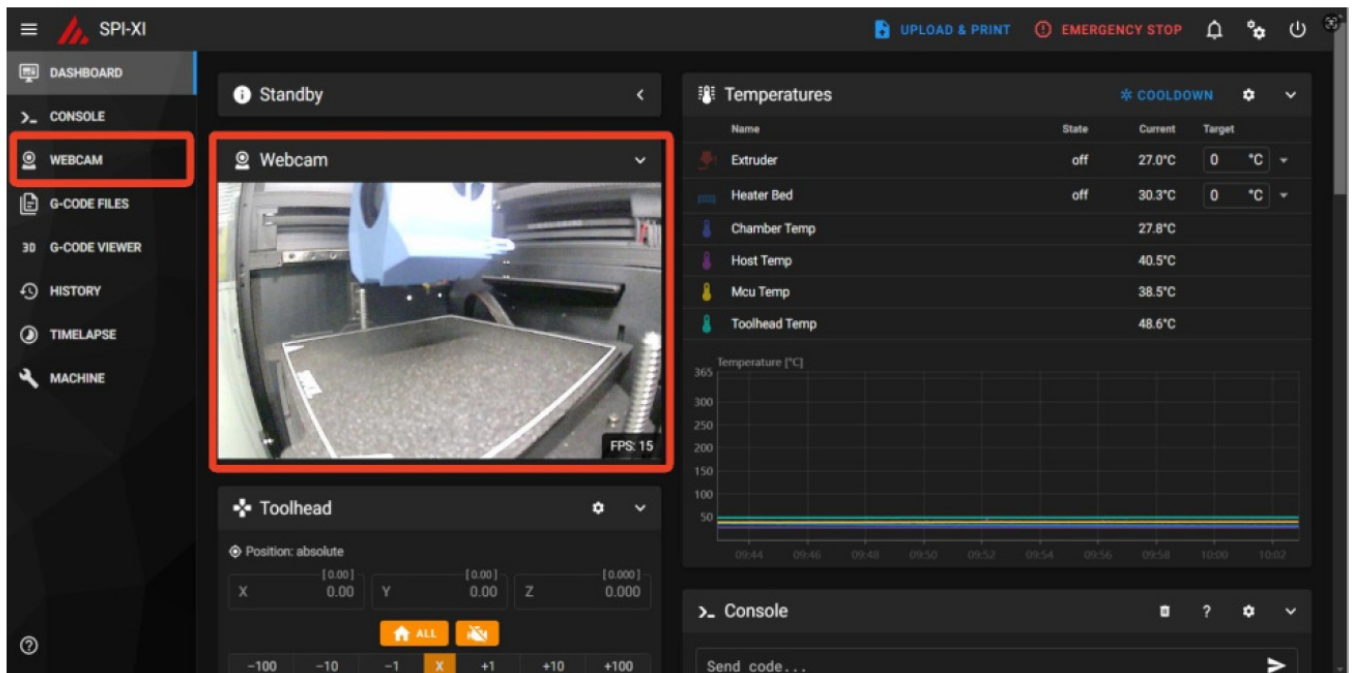 SPI-XI
UPLOAD & PRINT
EMERGENCY STOP
DASHBOARD
CONSOLE
WEBCAM
G-CODE FILES
3D G-CODE VIEWER
HISTORY
TIMELAPSE
MACHINE
Standby
Webcam
FPS: 15
Toolhead
Position: absolute
[0.00] [0.00] [0.000]
X 0.00 Y 0.00 Z 0.000
ALL
-100 -10 -1 X +1 +10 +100
Temperatures COOLDOWN
Name State Current Target
Extruder off 27.0°C 0 °C
Heater Bed off 30.3°C 0 °C
Chamber Temp 27.8°C
Host Temp 40.5°C
Mcu Temp 38.5°C
Toolhead Temp 48.6°C
Temperature [°C]
365
300
250
200
150
100
50
09:44 09:46 09:48 09:50 09:52 09:54 09:56 09:58 10:00 10:02
Console ?
Send code...